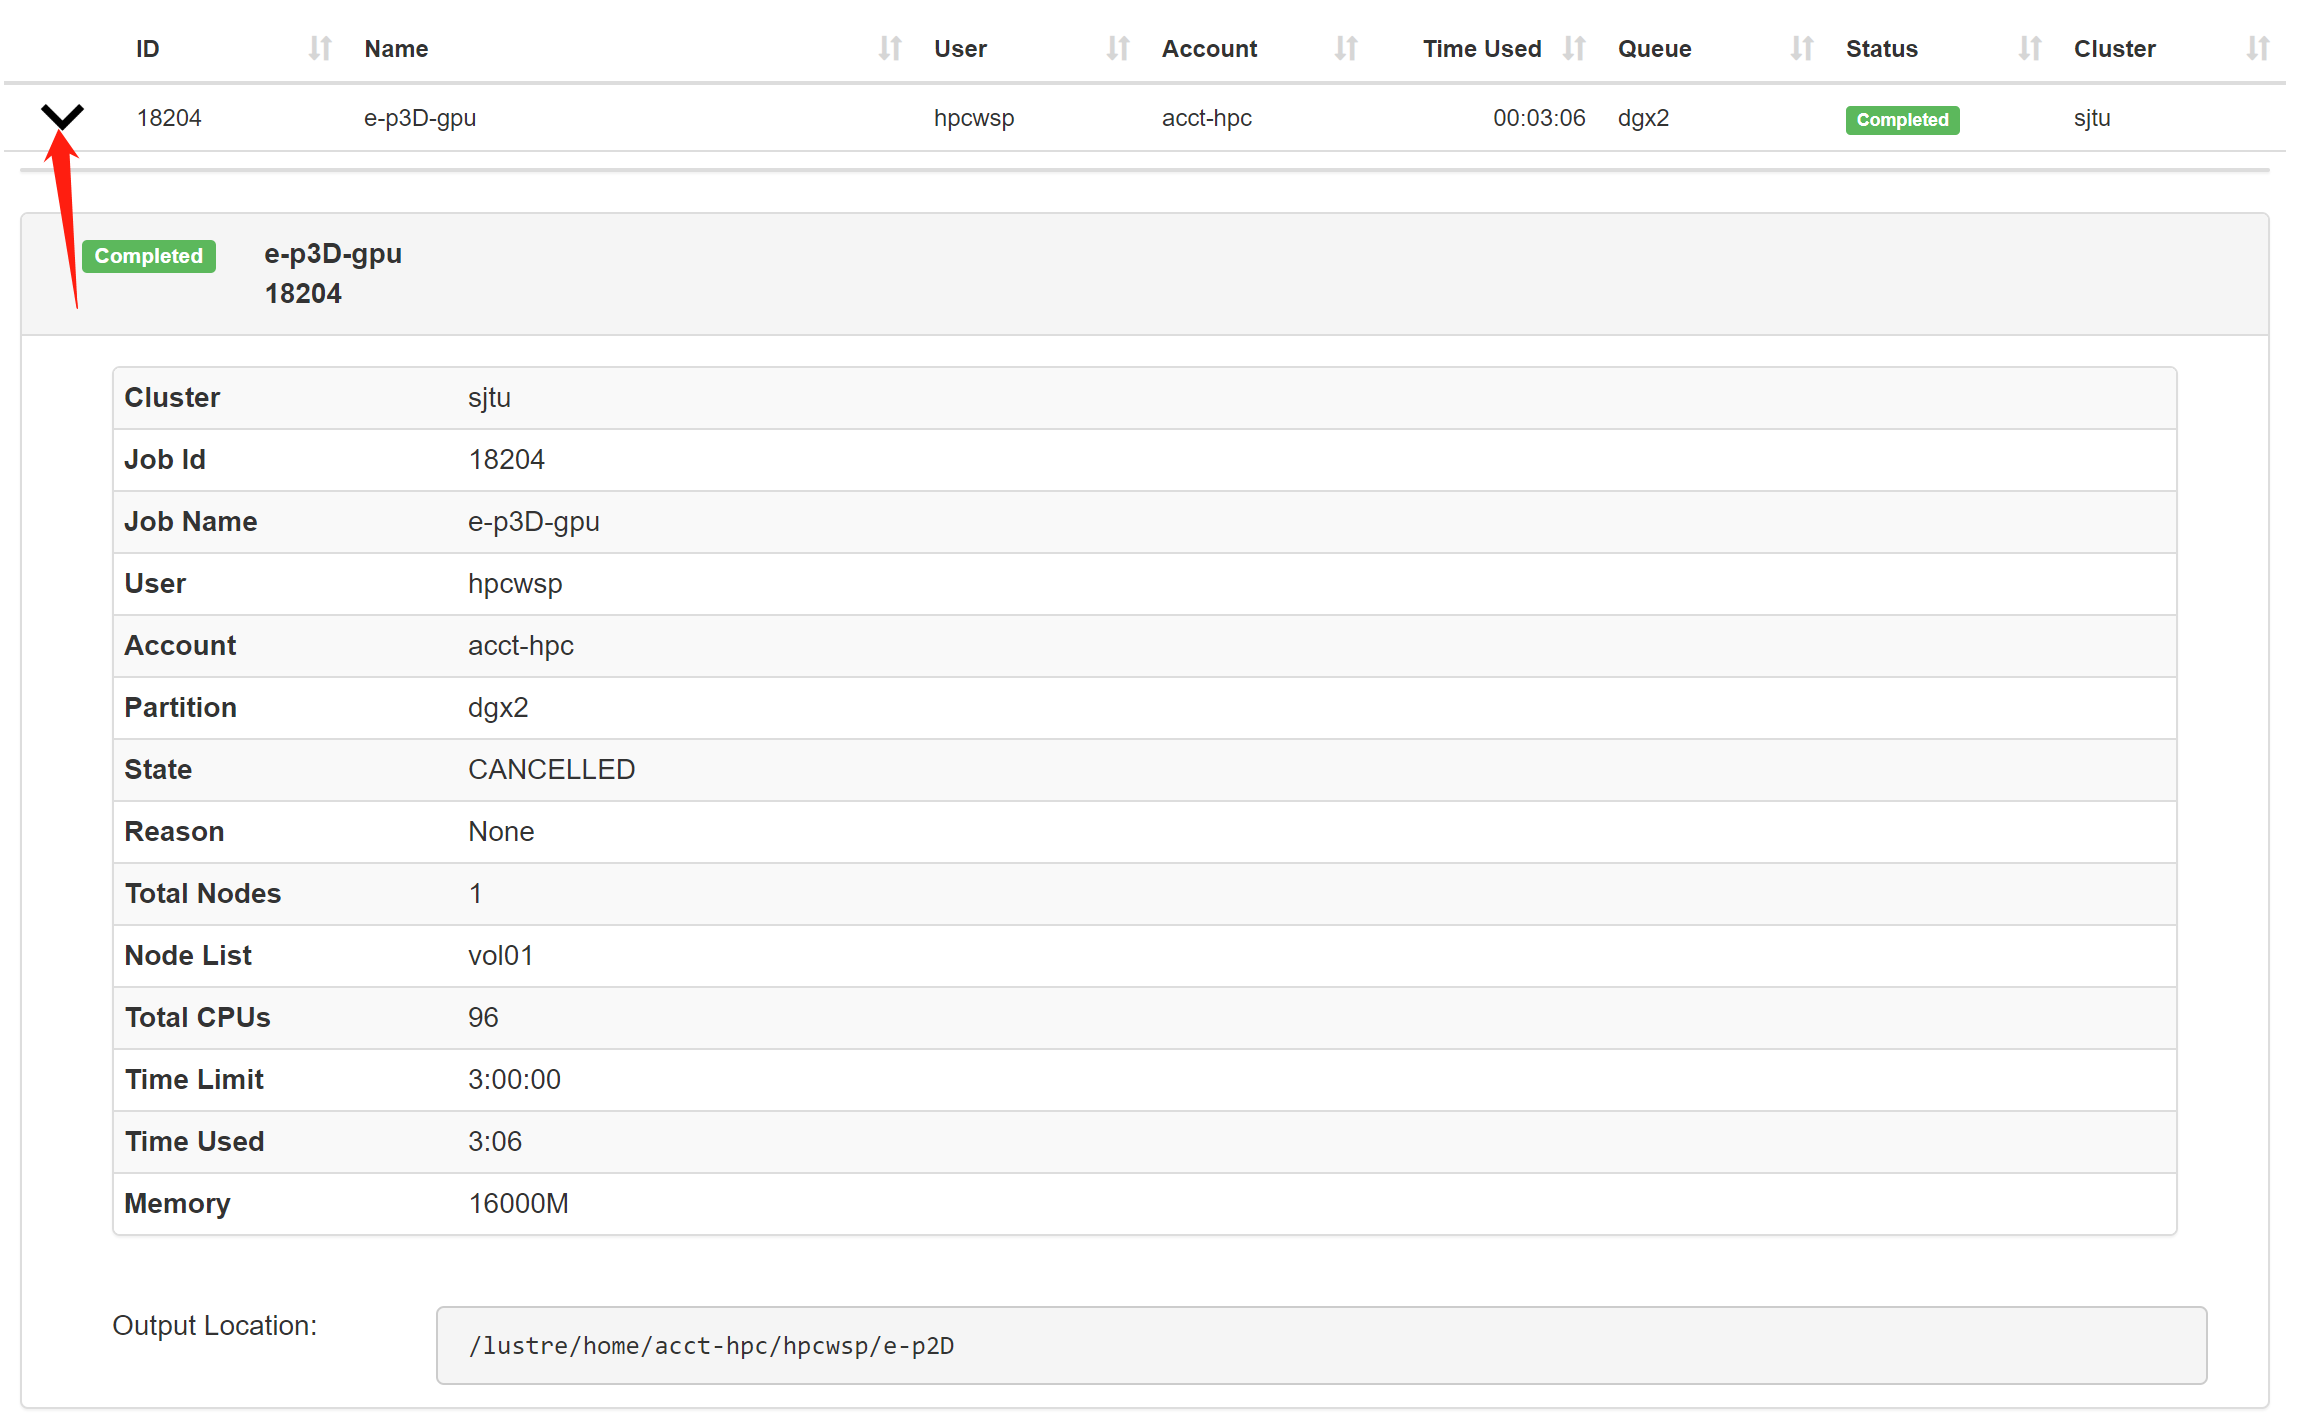 ID Name User Account Time Used Queue Status Cluster
18204 e-p3D-gpu hpcwsp acct-hpc 00:03:06 dgx2 Completed sjtu
Completed e-p3D-gpu
18204
Cluster sjtu
Job Id 18204
Job Name e-p3D-gpu
User hpcwsp
Account acct-hpc
Partition dgx2
State CANCELLED
Reason None
Total Nodes 1
Node List vol01
Total CPUs 96
Time Limit 3:00:00
Time Used 3:06
Memory 16000M
Output Location: /lustre/home/acct-hpc/hpcwsp/e-p2D